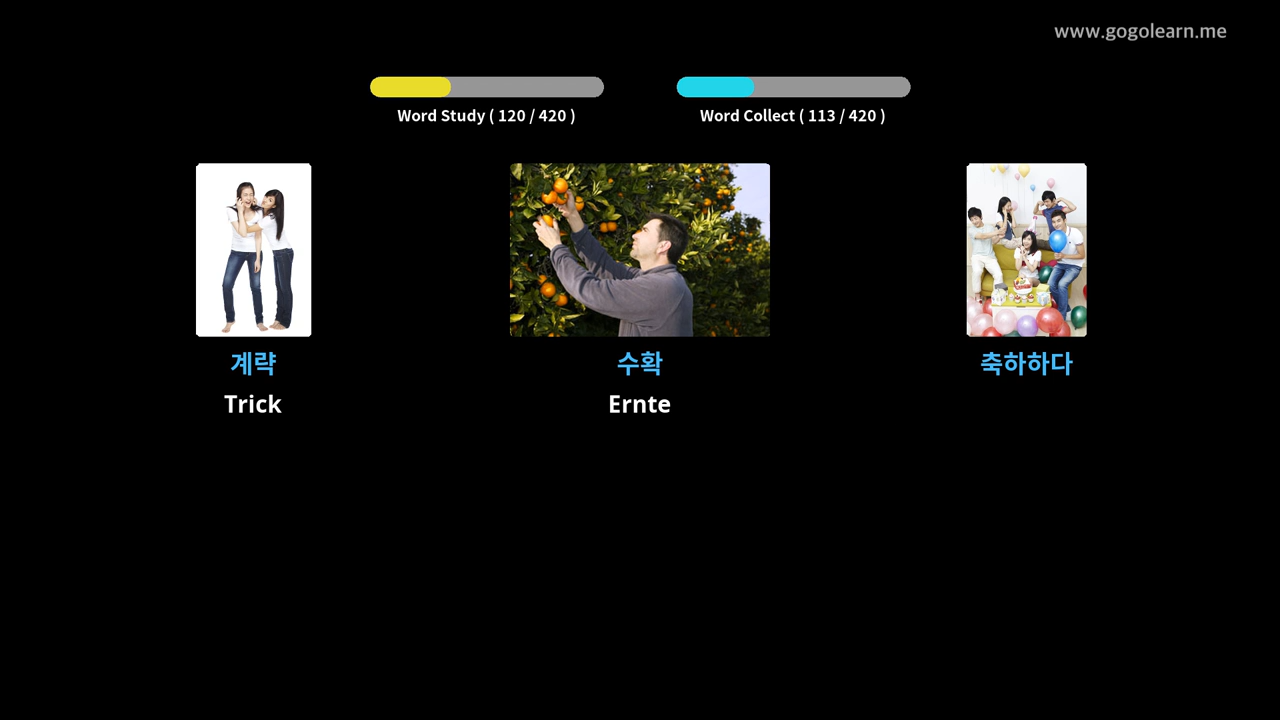 www.gogolearn.me
Word Study ( 120 / 420 )
Word Collect ( 113 / 420 )
계략
수확
축하하다
Trick
Ernte